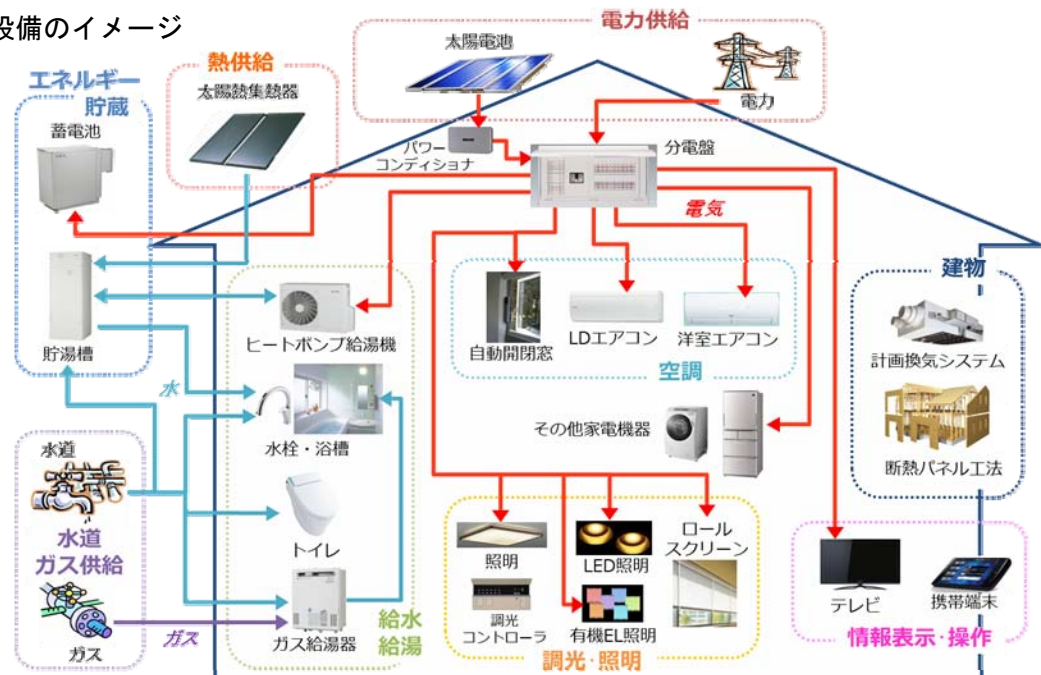 設備のイメージ
電力供給
太陽電池
電力
熱供給
太陽熱集熱器
エネルギー
貯蔵
蓄電池
パワー
コンディショナ
分電盤
電気
貯湯槽
ヒートポンプ給湯機
水
水栓・浴槽
トイレ
ガス給湯器
給水
給湯
水道
水道
ガス供給
ガス
ガス
自動開閉窓
LDエアコン
洋室エアコン
空調
その他家電機器
建物
計画換気システム
断熱パネル工法
照明
LED照明
ロール
スクリーン
調光
コントローラ
有機EL照明
調光・照明
テレビ
携帯端末
情報表示・操作